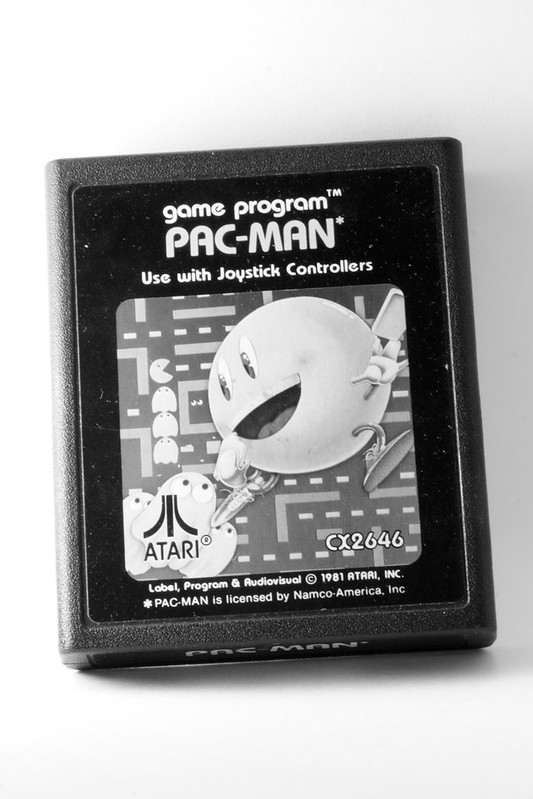 game program™
PAC-MAN*
Use with Joystick Controllers
ATARI®
CX2646
Label, Program & Audiovisual © 1981 ATARI, INC.
* PAC-MAN is licensed by Namco-America, Inc
PAC-MAN*